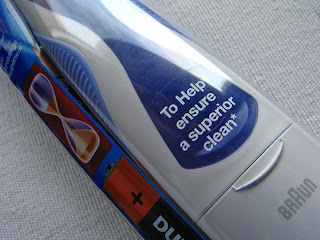 To Help
ensure
a superior
clean*
BRAUN
+
DU